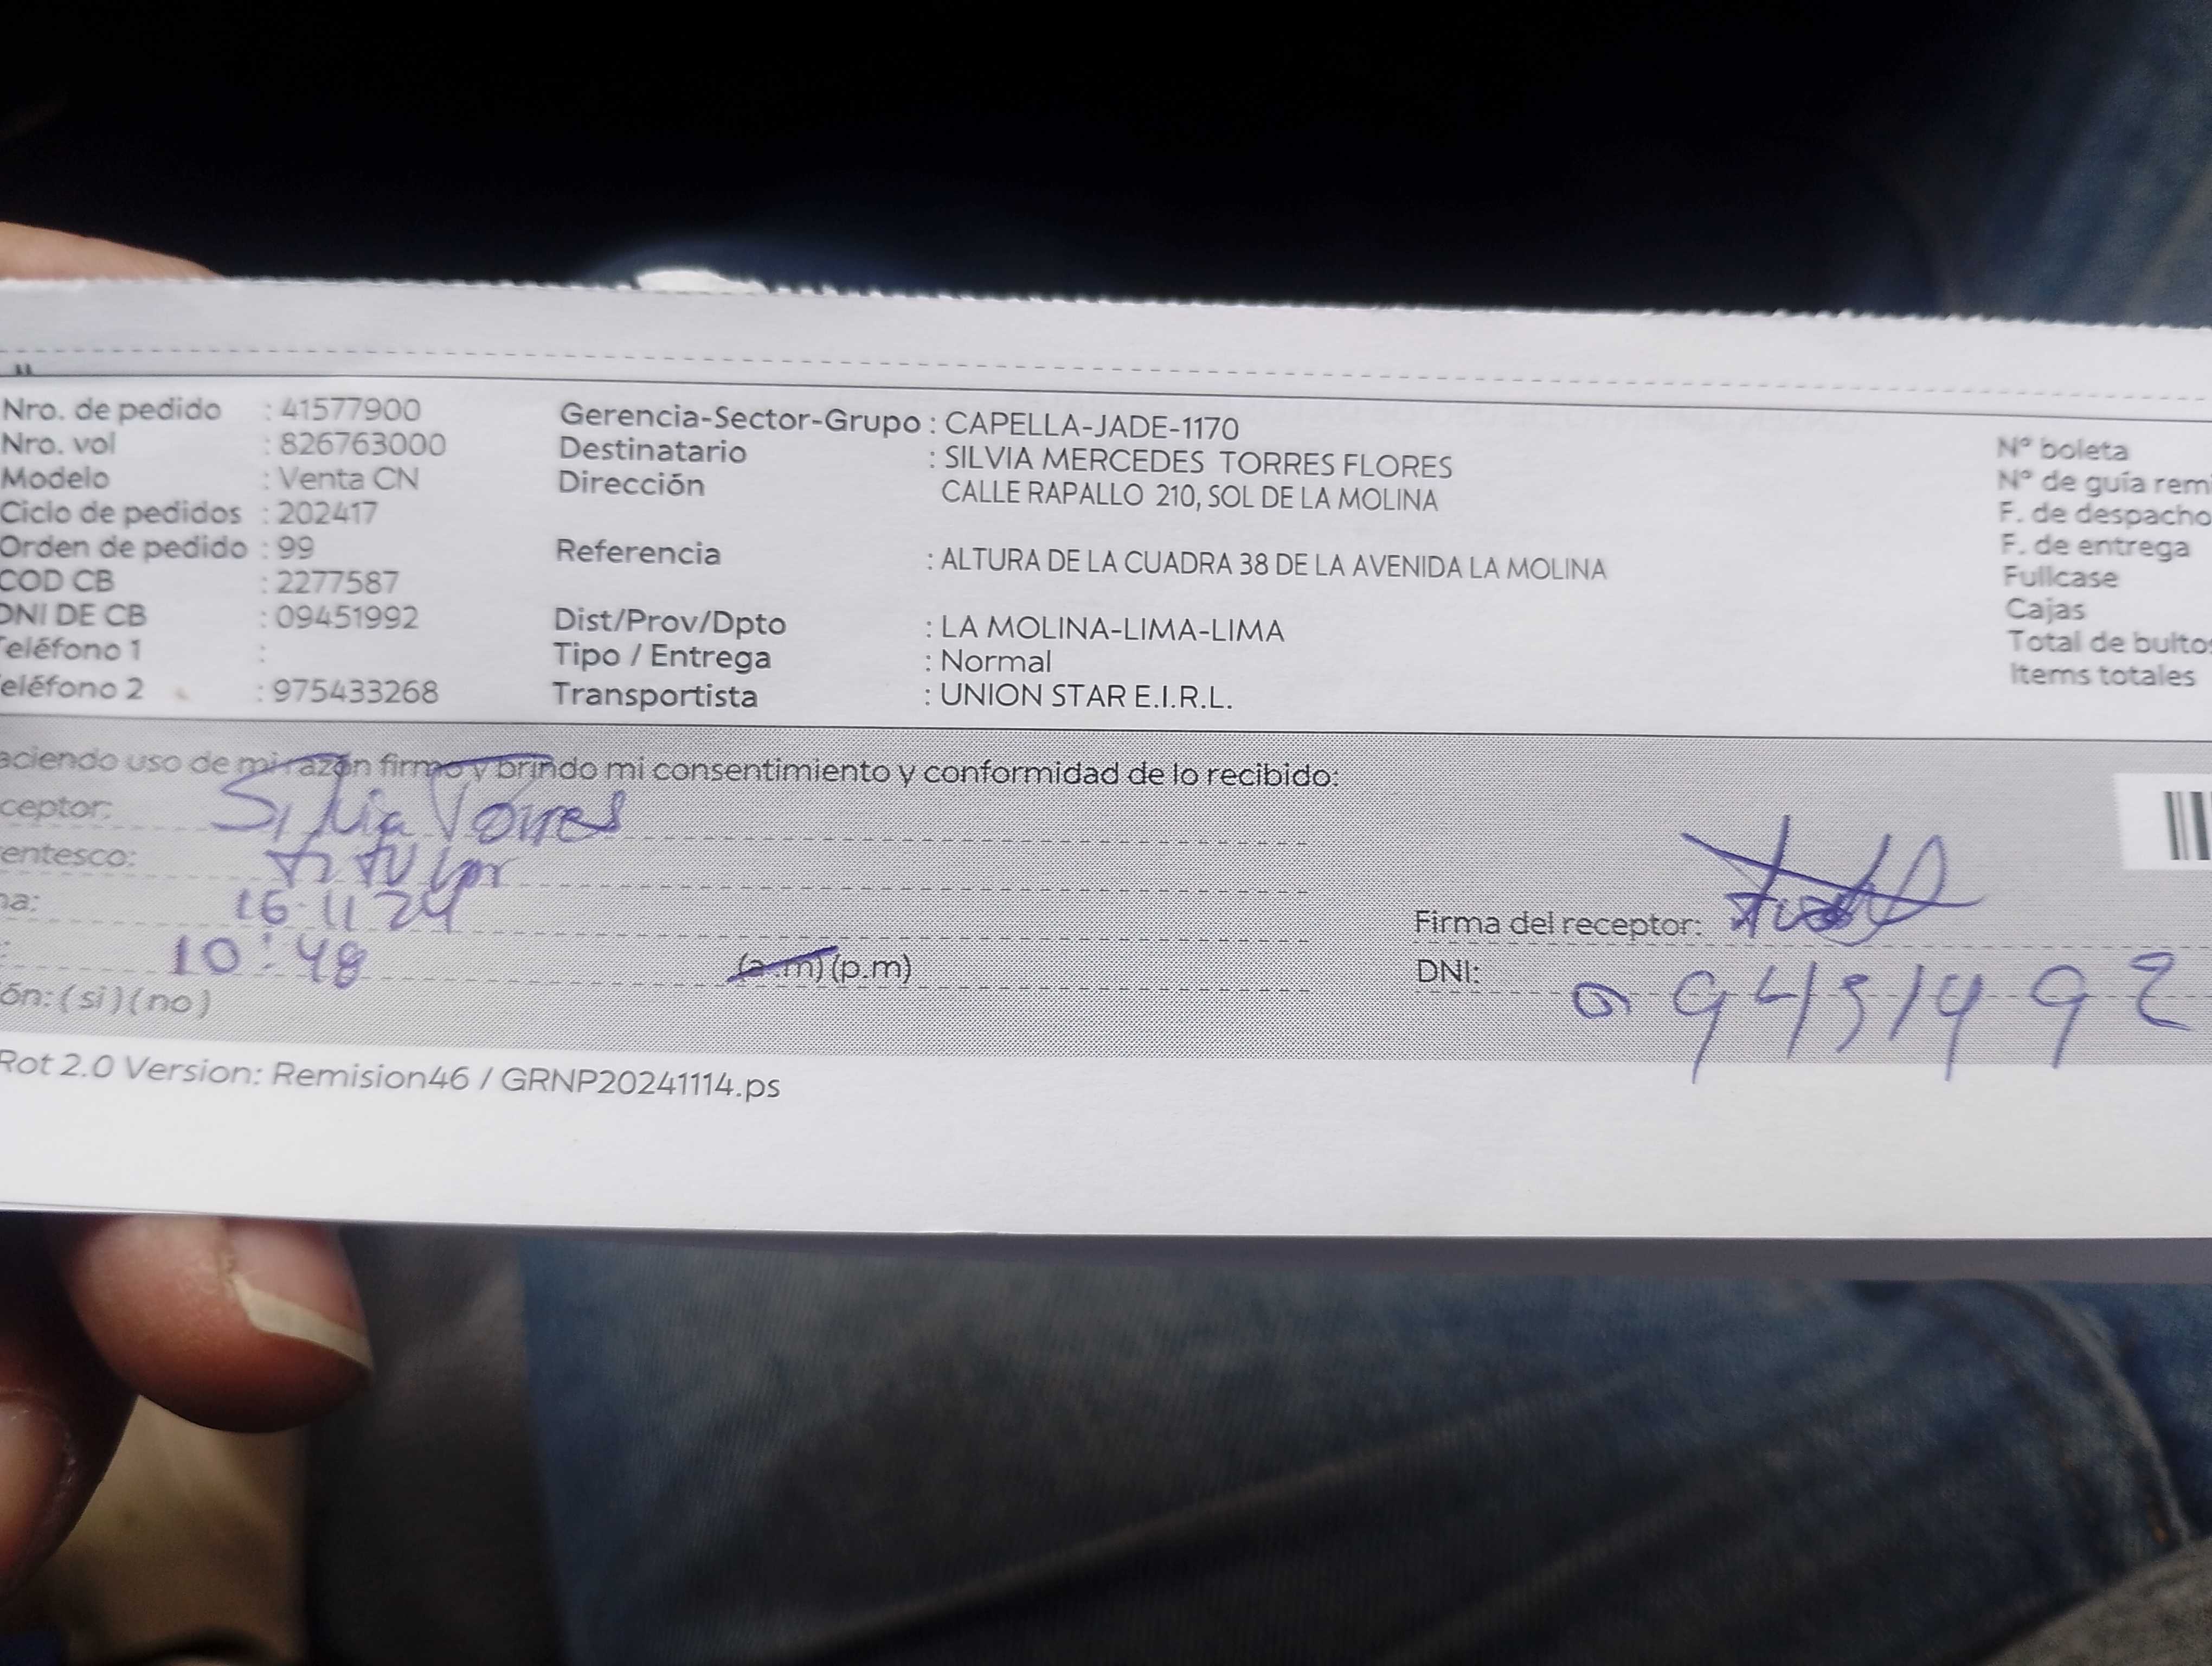 Nro. de pedido : 41577900
Nro. vol : 826763000
Modelo : Venta CN
Ciclo de pedidos : 202417
Orden de pedido : 99
COD CB : 2277587
DNI DE CB : 09451992
Teléfono 1 :
eléfono 2 : 975433268
Gerencia-Sector-Grupo : CAPELLA-JADE-1170
Destinatario : SILVIA MERCEDES TORRES FLORES
Dirección CALLE RAPALLO 210, SOL DE LA MOLINA
Referencia : ALTURA DE LA CUADRA 38 DE LA AVENIDA LA MOLINA
Dist/Prov/Dpto : LA MOLINA-LIMA-LIMA
Tipo / Entrega : Normal
Transportista : UNION STAR E.I.R.L.
N° boleta
N° de guía remi
F. de despacho
F. de entrega
Fullcase
Cajas
Total de bultos
Items totales
aciendo uso de mi razón firmo y brindo mi consentimiento y conformidad de lo recibido:
ceptor: Silvia Torres
entesco: titular
na: 16-11 24
: 10:48 (a.m) (p.m)
ón: (si) (no)
Firma del receptor:
DNI: 09451992
Rot 2.0 Version: Remision46 / GRNP20241114.ps